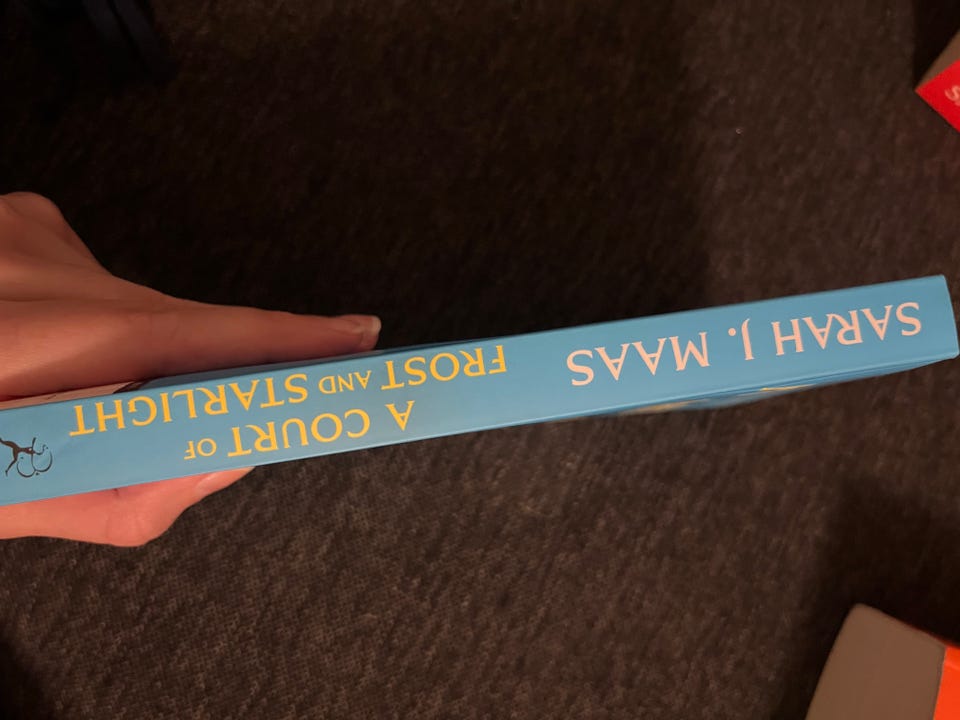 SARAH J. MAAS
A COURT OF
FROST AND STARLIGHT